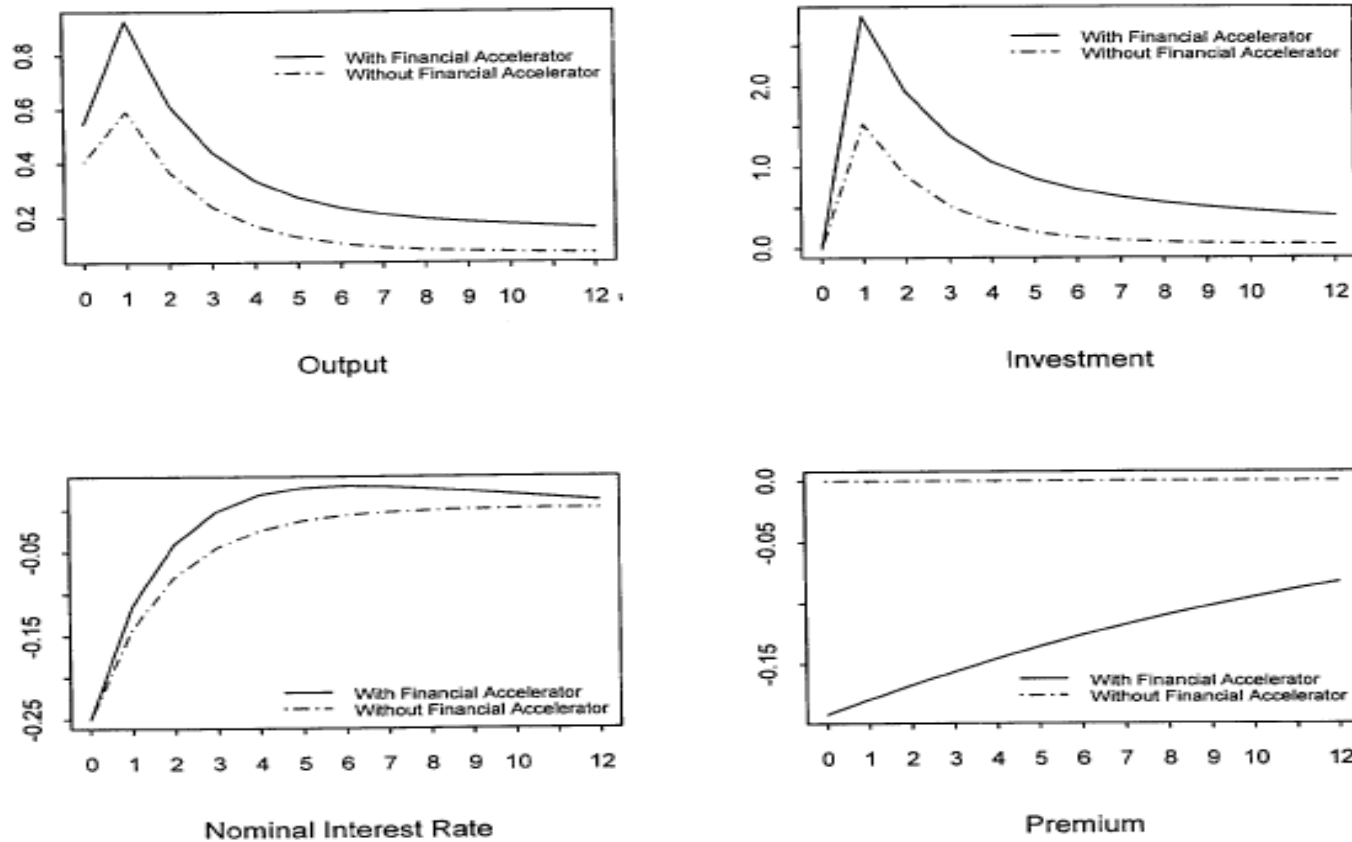 0.8
0.6
0.4
0.2
With Financial Accelerator
Without Financial Accelerator
0 1 2 3 4 5 6 7 8 9 10 12
Output
2.0
1.0
0.0
With Financial Accelerator
Without Financial Accelerator
0 1 2 3 4 5 6 7 8 9 10 12
Investment
-0.05
-0.15
-0.25
With Financial Accelerator
Without Financial Accelerator
0 1 2 3 4 5 6 7 8 9 10 12
Nominal Interest Rate
0.0
-0.05
-0.15
With Financial Accelerator
Without Financial Accelerator
0 1 2 3 4 5 6 7 8 9 10 12
Premium